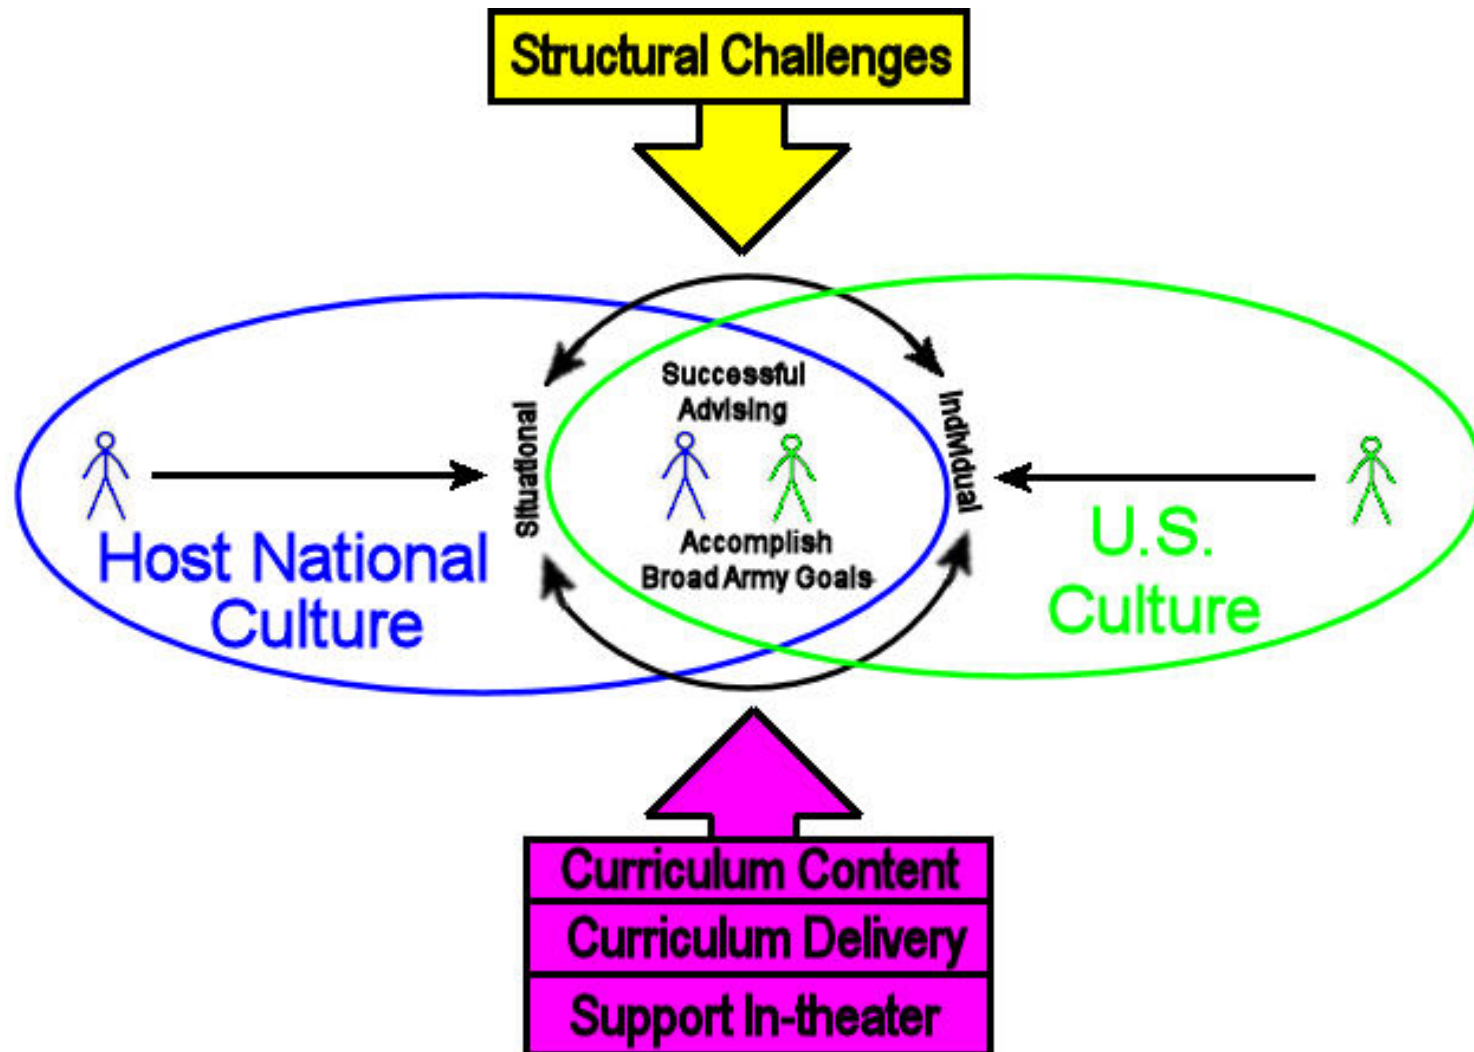 Structural Challenges
Successful
Advising
Situational
Individual
Accomplish
Broad Army Goals
Host National
Culture
U.S.
Culture
Curriculum Content
Curriculum Delivery
Support In-theater